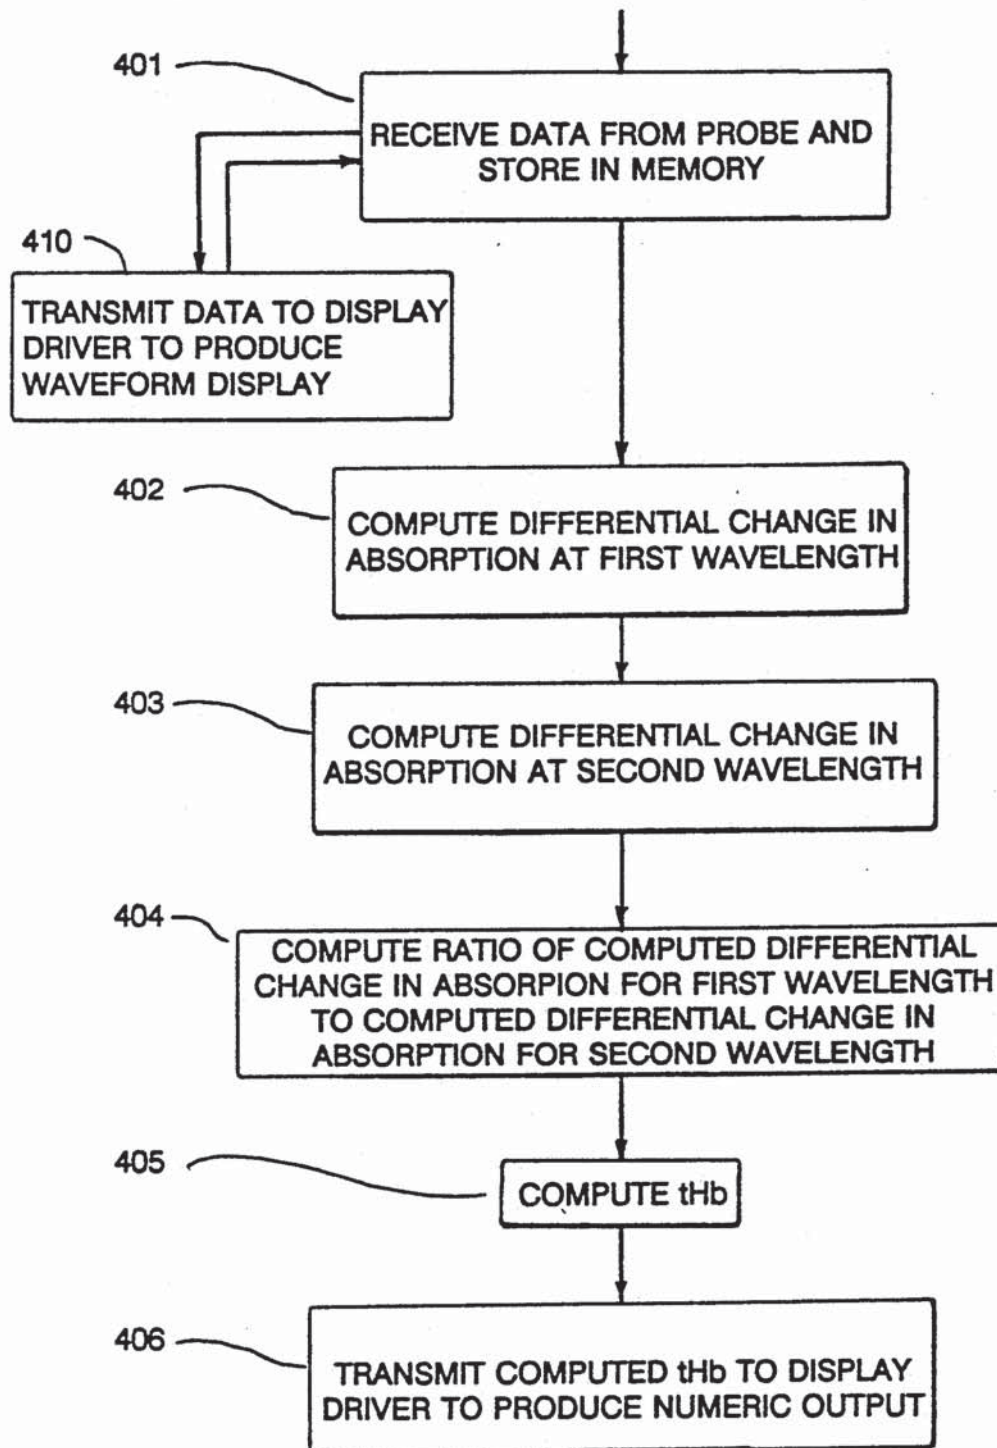 401
RECEIVE DATA FROM PROBE AND
STORE IN MEMORY
410
TRANSMIT DATA TO DISPLAY
DRIVER TO PRODUCE
WAVEFORM DISPLAY
402
COMPUTE DIFFERENTIAL CHANGE IN
ABSORPTION AT FIRST WAVELENGTH
403
COMPUTE DIFFERENTIAL CHANGE IN
ABSORPTION AT SECOND WAVELENGTH
404
COMPUTE RATIO OF COMPUTED DIFFERENTIAL
CHANGE IN ABSORPION FOR FIRST WAVELENGTH
TO COMPUTED DIFFERENTIAL CHANGE IN
ABSORPTION FOR SECOND WAVELENGTH
405
COMPUTE tHb
406
TRANSMIT COMPUTED tHb TO DISPLAY
DRIVER TO PRODUCE NUMERIC OUTPUT